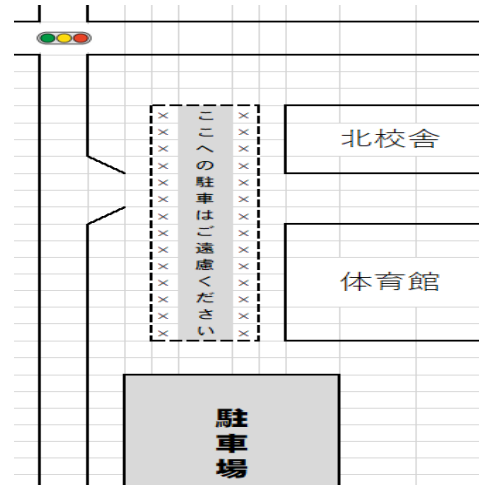 ここへの駐車はご遠慮ください
× × × × × × × × × × × × × ×
× × × × × × × × × × × × × ×
北校舎
体育館
駐車場